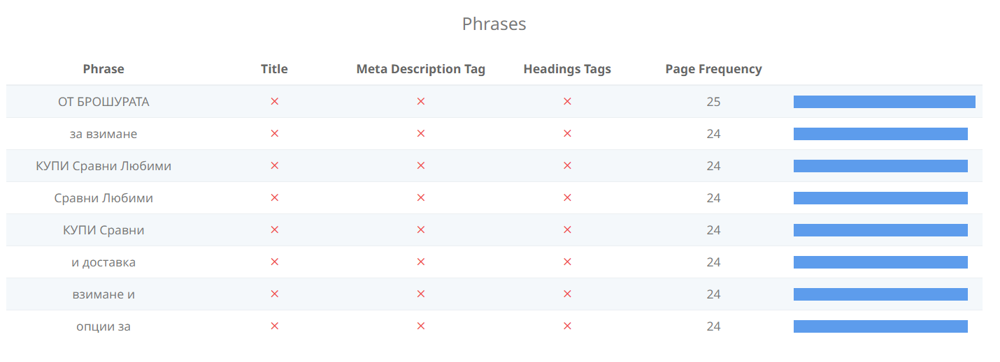 Phrases
Phrase Title Meta Description Tag Headings Tags Page Frequency
ОТ БРОШУРАТА × × × 25
за взимане × × × 24
КУПИ Сравни Любими × × × 24
Сравни Любими × × × 24
КУПИ Сравни × × × 24
и доставка × × × 24
взимане и × × × 24
опции за × × × 24